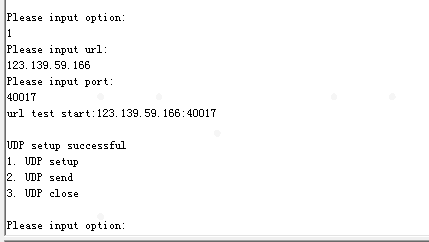 Please input option:
1
Please input url:
123.139.59.166
Please input port:
40017
url test start:123.139.59.166:40017
UDP setup successful
1. UDP setup
2. UDP send
3. UDP close
Please input option: